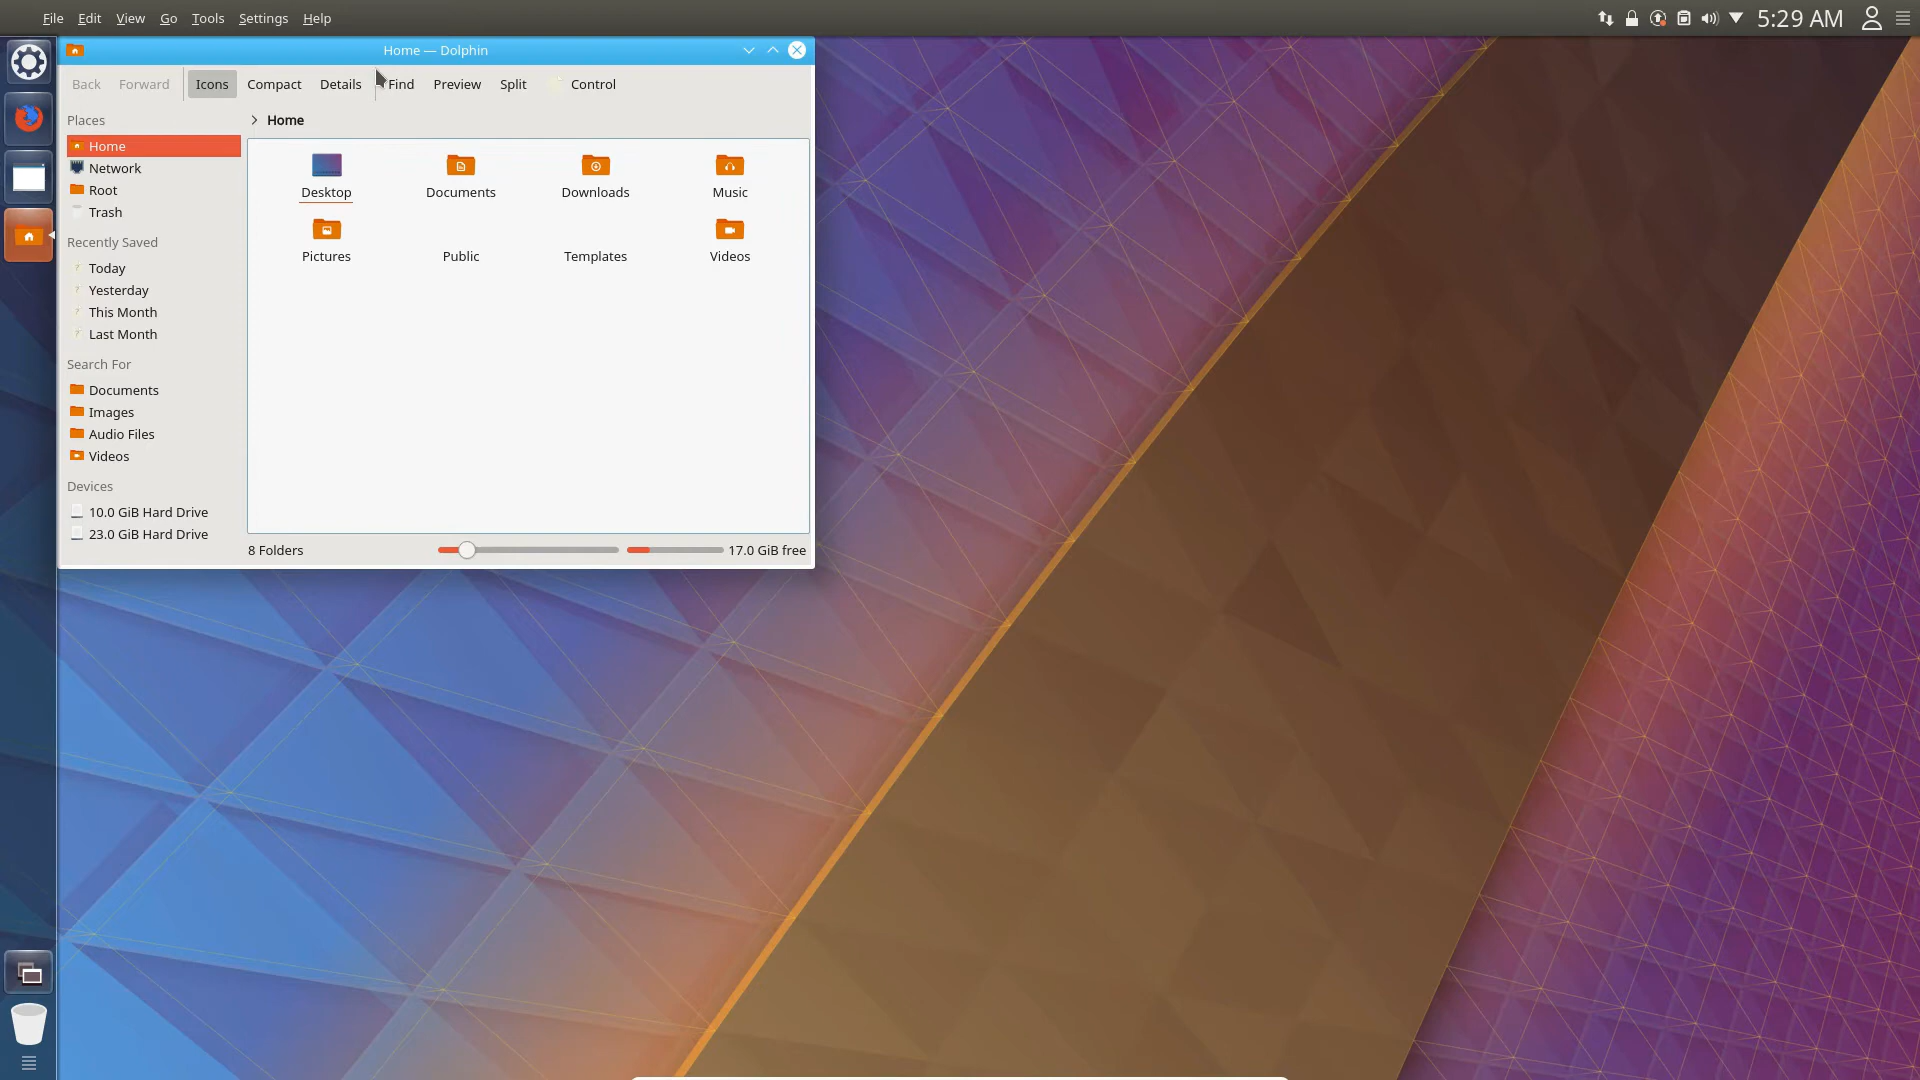 File Edit View Go Tools Settings Help
5:29 AM
Home — Dolphin
Back Forward Icons Compact Details Find Preview Split Control
Places
Home
Network
Root
Trash
Recently Saved
Today
Yesterday
This Month
Last Month
Search For
Documents
Images
Audio Files
Videos
Devices
10.0 GiB Hard Drive
23.0 GiB Hard Drive
> Home
Desktop Documents Downloads Music
Pictures Public Templates Videos
8 Folders 17.0 GiB free